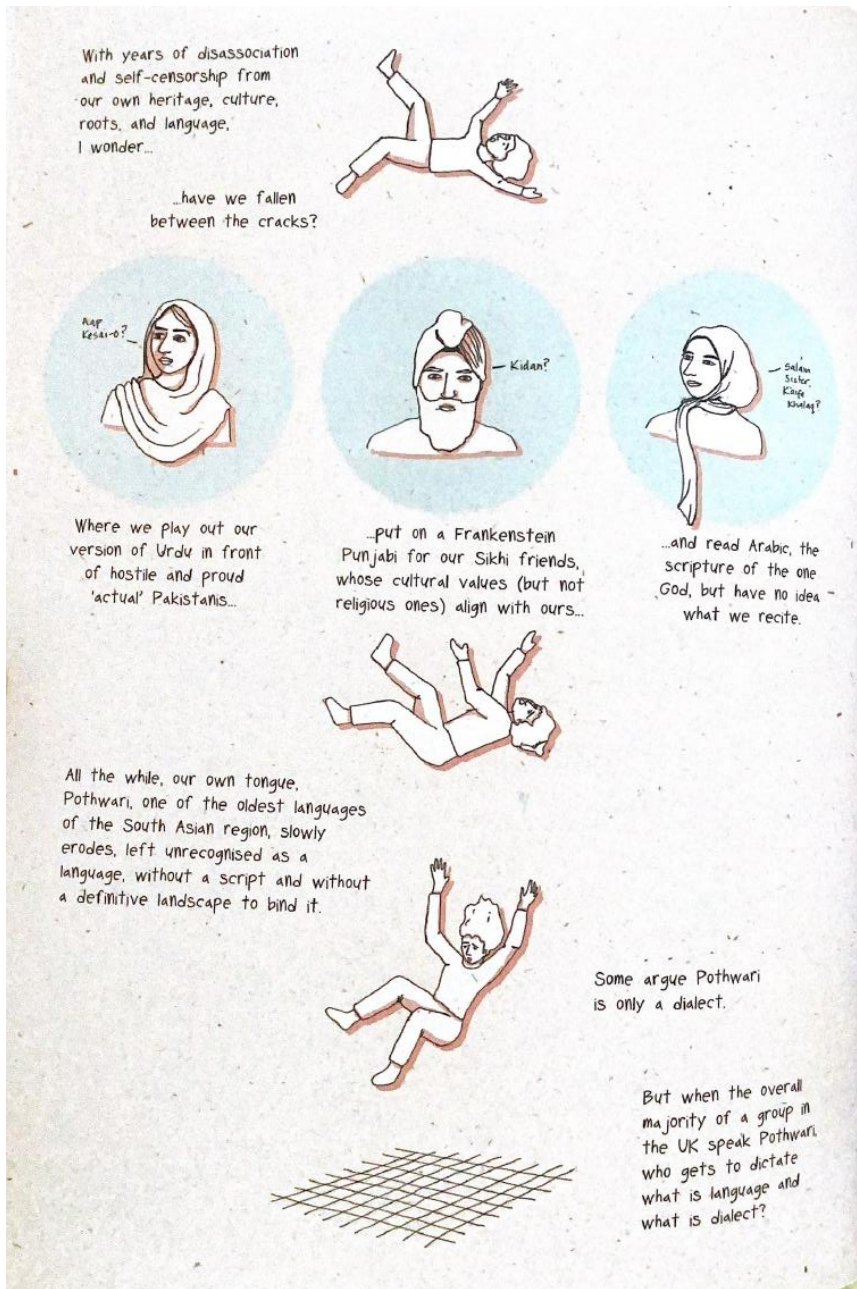 With years of disassociation
and self-censorship from
our own heritage, culture,
roots, and language,
I wonder...
...have we fallen
between the cracks?
Aap
Kesai-o?
Kidan?
Salam
Sister,
Kaife
Khalaq?
Where we play out our
version of Urdu in front
of hostile and proud
'actual' Pakistanis...
...put on a Frankenstein
Punjabi for our Sikhi friends,
whose cultural values (but not
religious ones) align with ours...
...and read Arabic, the
scripture of the one
God, but have no idea -
what we recite.
All the while, our own tongue,
Pothwari, one of the oldest languages
of the South Asian region, slowly
erodes, left unrecognised as a
language, without a script and without
a definitive landscape to bind it.
Some argue Pothwari
is only a dialect.
But when the overall
majority of a group in
the UK speak Pothwari,
who gets to dictate
what is language and
what is dialect?